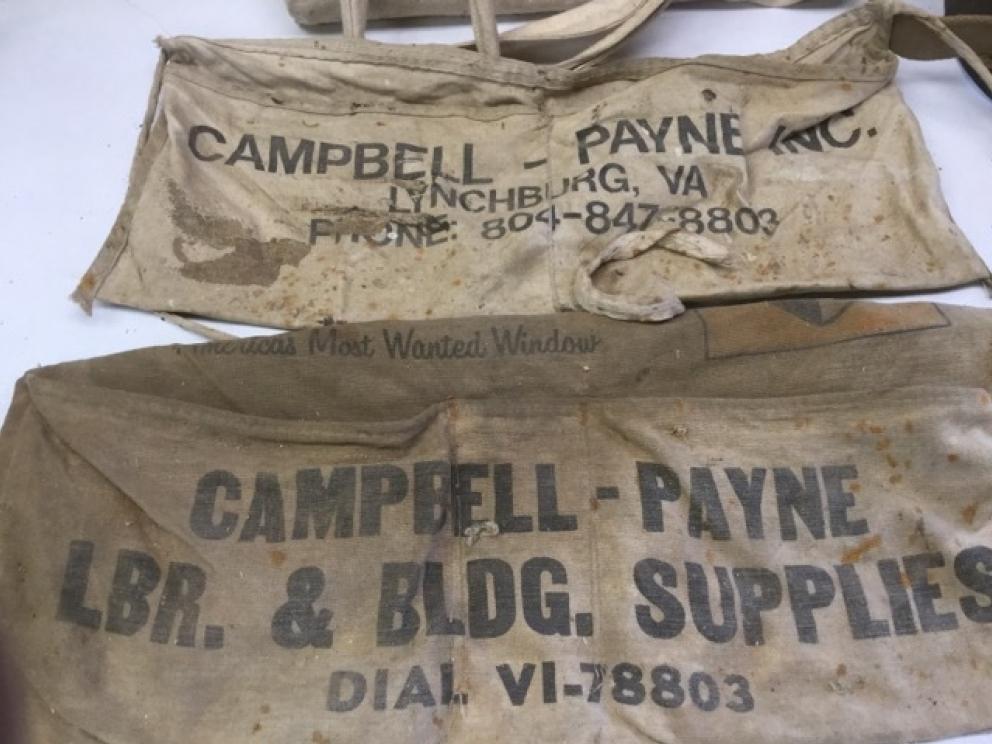 CAMPBELL - PAYNE INC.
LYNCHBURG, VA
PHONE: 804-847-8803
Americas Most Wanted Window
CAMPBELL - PAYNE
LBR. & BLDG. SUPPLIES
DIAL VI-78803